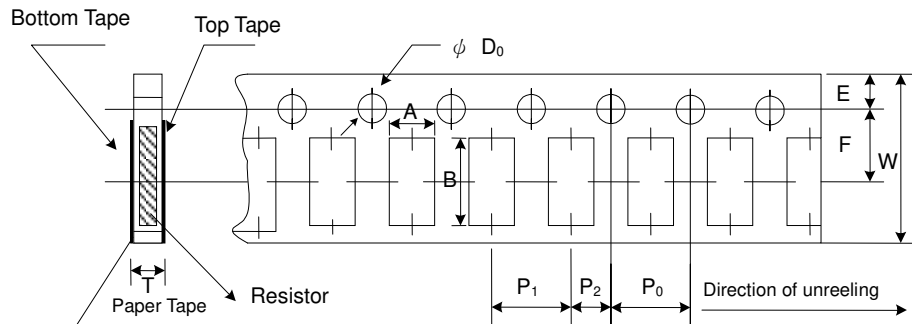 Bottom Tape
Top Tape
ϕ D₀
A
E
F
W
B
P₁
P₂
P₀
Direction of unreeling
T
Paper Tape
Resistor